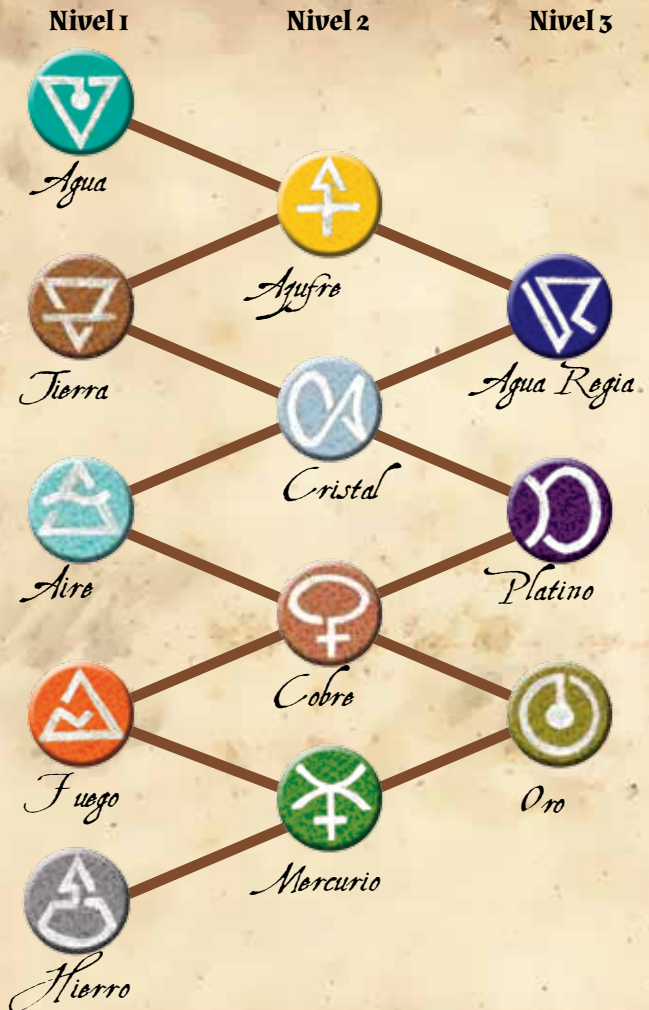 Nivel 1 Nivel 2 Nivel 3
Agua
Azufre
Tierra
Agua Regia
Cristal
Aire
Platino
Cobre
Fuego
Oro
Mercurio
Hierro